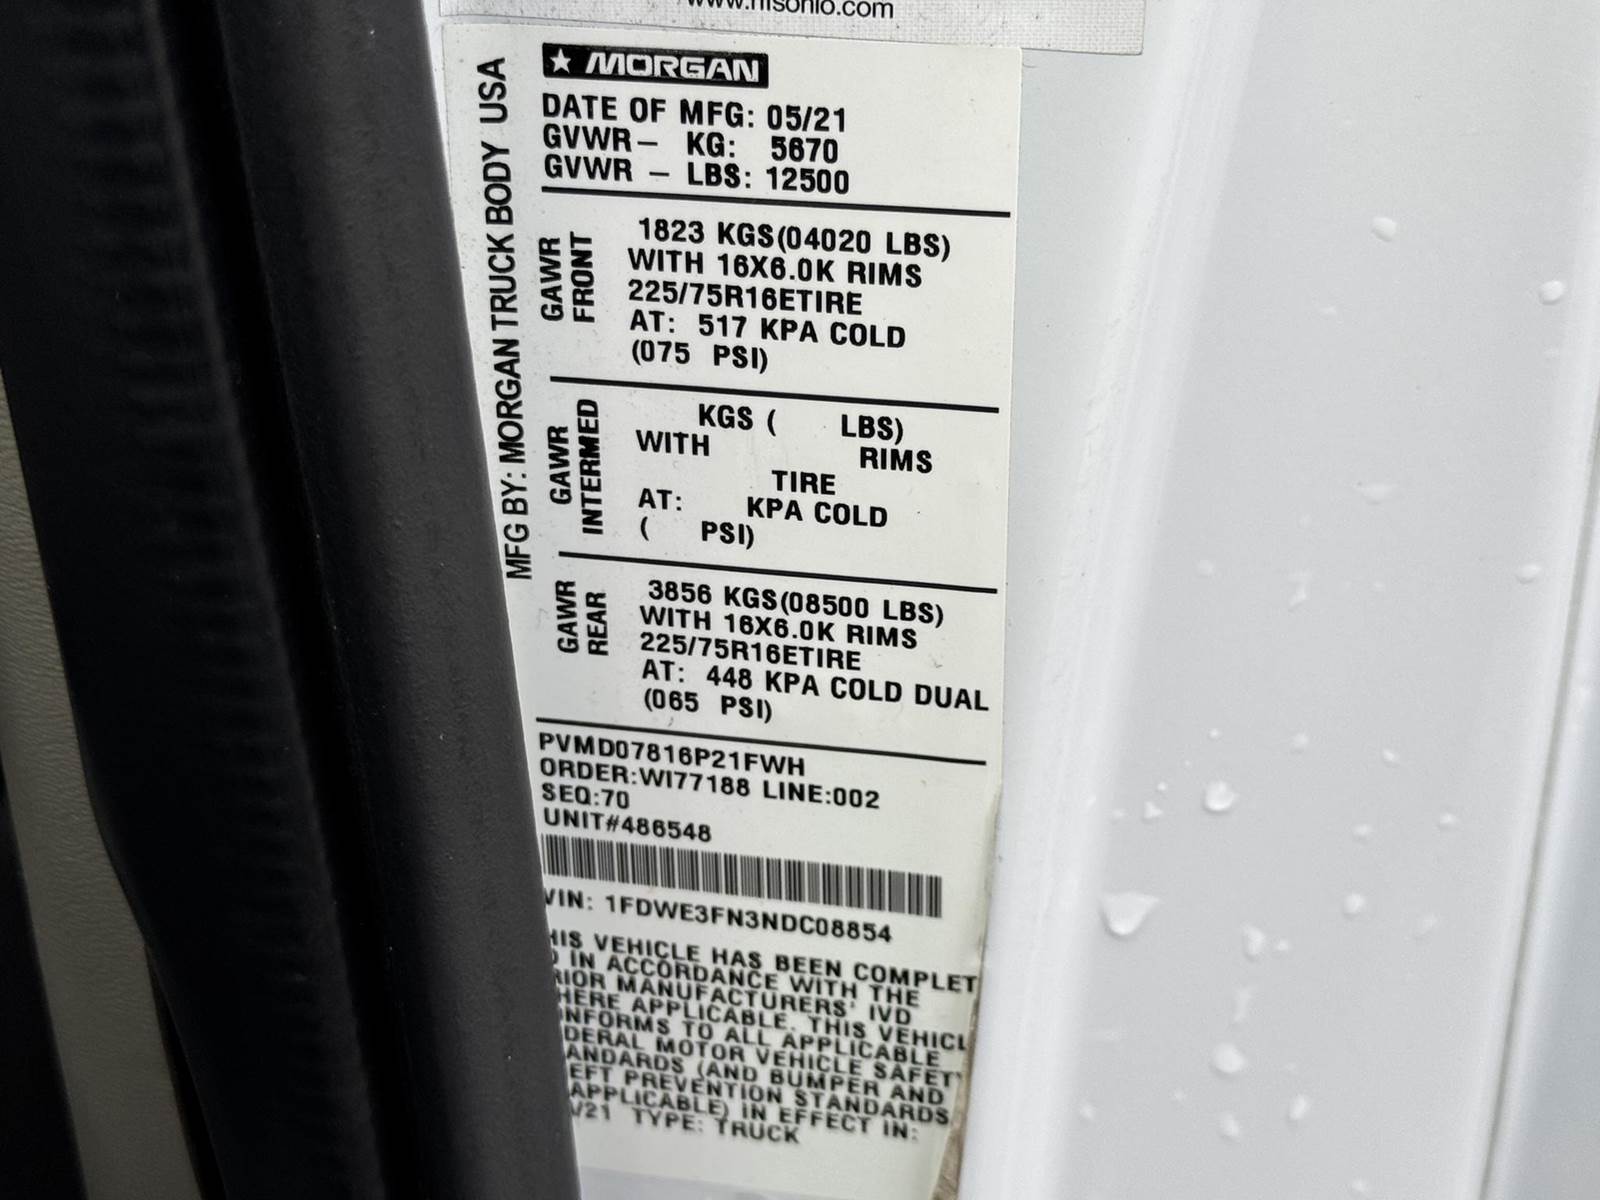 www.nfsohio.com
MORGAN
MFG BY: MORGAN TRUCK BODY USA
DATE OF MFG: 05/21
GVWR— KG: 5670
GVWR — LBS: 12500
GAWR
FRONT
1823 KGS(04020 LBS)
WITH 16X6.0K RIMS
225/75R16ETIRE
AT: 517 KPA COLD
(075 PSI)
GAWR
INTERMED
KGS ( LBS)
WITH RIMS
TIRE
AT: KPA COLD
( PSI)
GAWR
REAR
3856 KGS(08500 LBS)
WITH 16X6.0K RIMS
225/75R16ETIRE
AT: 448 KPA COLD DUAL
(065 PSI)
PVMD07816P21FWH
ORDER:WI77188 LINE:002
SEQ:70
UNIT#486548
VIN: 1FDWE3FN3NDC08854
HIS VEHICLE HAS BEEN COMPLET
D IN ACCORDANCE WITH THE
RIOR MANUFACTURERS' IVD
HERE APPLICABLE. THIS VEHICL
NFORMS TO ALL APPLICABLE
DERAL MOTOR VEHICLE SAFETY
ANDARDS (AND BUMPER AND
EFT PREVENTION STANDARDS
APPLICABLE) IN EFFECT IN:
/21 TYPE: TRUCK